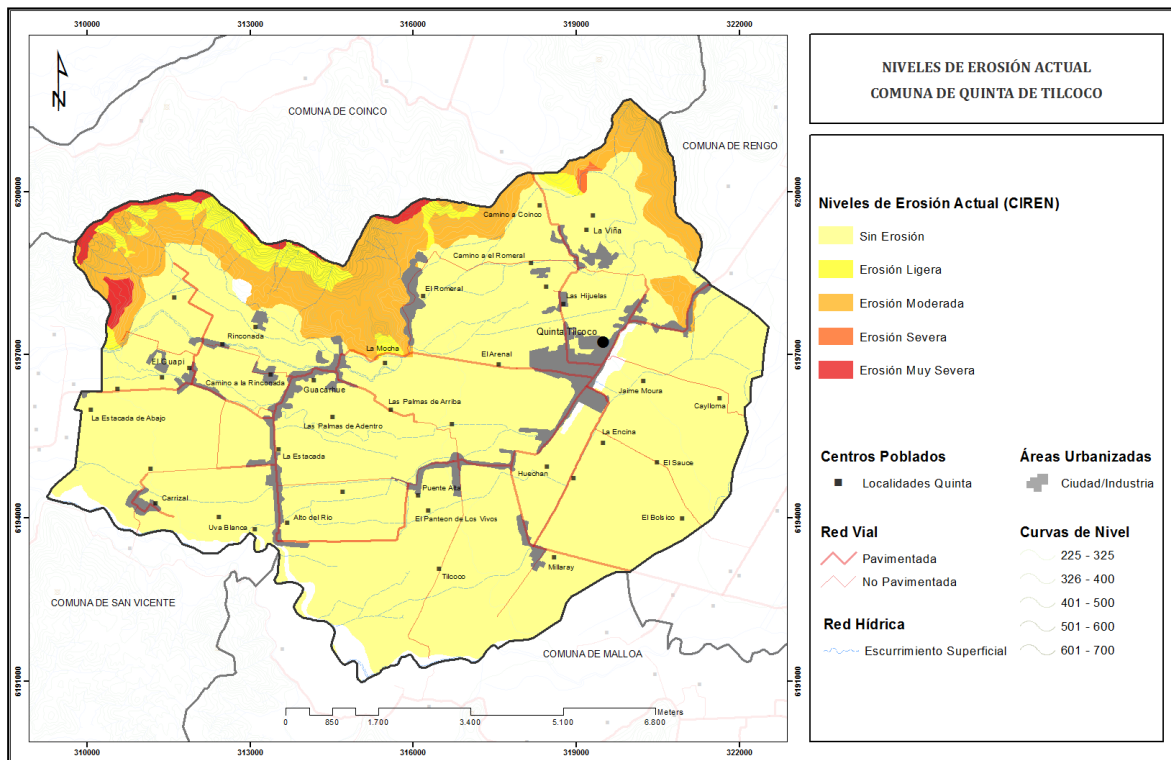 310000
313000
316000
319000
322000
6200000
6197000
6194000
6191000
6200000
6197000
6194000
6191000
310000
313000
316000
319000
322000
N
COMUNA DE COINCO
COMUNA DE RENGO
COMUNA DE SAN VICENTE
COMUNA DE MALLOA
Camino a Coinco
La Viña
Camino a el Romeral
El Romeral
Las Hijuelas
Quinta Tilcoco
Rinconada
La Mocha
El Guapi
Camino a la Rinconada
Guacarhue
El Arenal
Jaime Moura
Caylloma
La Estacada de Abajo
Las Palmas de Arriba
Las Palmas de Adentro
La Encina
La Estacada
Huechan
El Sauce
Carrizal
Puente Alta
Uva Blanca
Alto del Rio
El Panteon de Los Vivos
El Bolsico
Millaray
Tilcoco
Meters
0
850
1.700
3.400
5.100
6.800
NIVELES DE EROSIÓN ACTUAL
COMUNA DE QUINTA DE TILCOCO
Niveles de Erosión Actual (CIREN)
Sin Erosión
Erosión Ligera
Erosión Moderada
Erosión Severa
Erosión Muy Severa
Centros Poblados
Localidades Quinta
Áreas Urbanizadas
Ciudad/Industria
Red Vial
Pavimentada
No Pavimentada
Red Hídrica
Escurrimiento Superficial
Curvas de Nivel
225 - 325
326 - 400
401 - 500
501 - 600
601 - 700